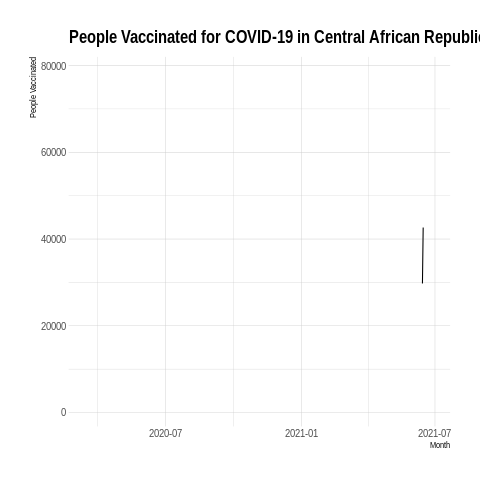 People Vaccinated for COVID-19 in Central African Republi
People Vaccinated
80000
60000
40000
20000
0
2020-07
2021-01
2021-07
Month